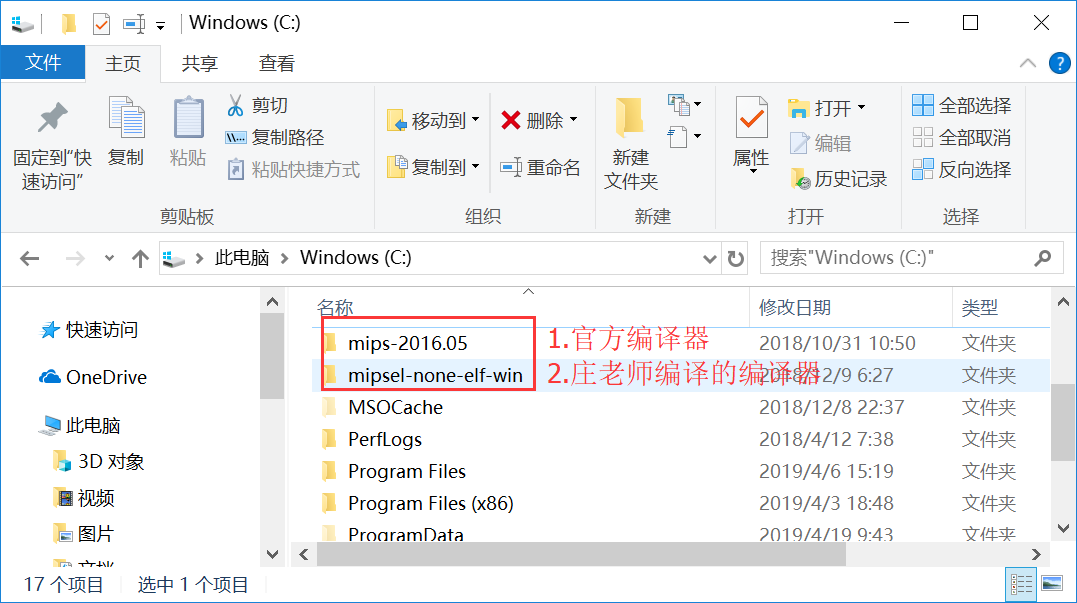 Windows (C:)
文件 主页 共享 查看
固定到"快速访问" 复制 粘贴 剪切 复制路径 粘贴快捷方式
移动到 复制到 删除 重命名
新建文件夹
属性 打开 编辑 历史记录
全部选择 全部取消 反向选择
剪贴板 组织 新建 打开 选择
此电脑 Windows (C:) 搜索"Windows (C:)"
快速访问
OneDrive
此电脑
3D 对象
视频
图片
文档
名称 修改日期 类型
mips-2016.05 1.官方编译器 2018/10/31 10:50 文件夹
mipsel-none-elf-win 2.庄老师编译的编译器 2018/12/9 6:27 文件夹
MSOCache 2018/12/8 22:37 文件夹
PerfLogs 2018/4/12 7:38 文件夹
Program Files 2019/4/6 15:19 文件夹
Program Files (x86) 2019/4/3 18:48 文件夹
ProgramData 2019/4/19 9:43 文件夹
17 个项目 选中 1 个项目